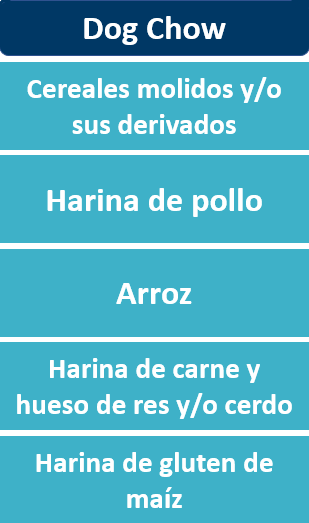 Dog Chow
Cereales molidos y/o
sus derivados
Harina de pollo
Arroz
Harina de carne y
hueso de res y/o cerdo
Harina de gluten de
maíz